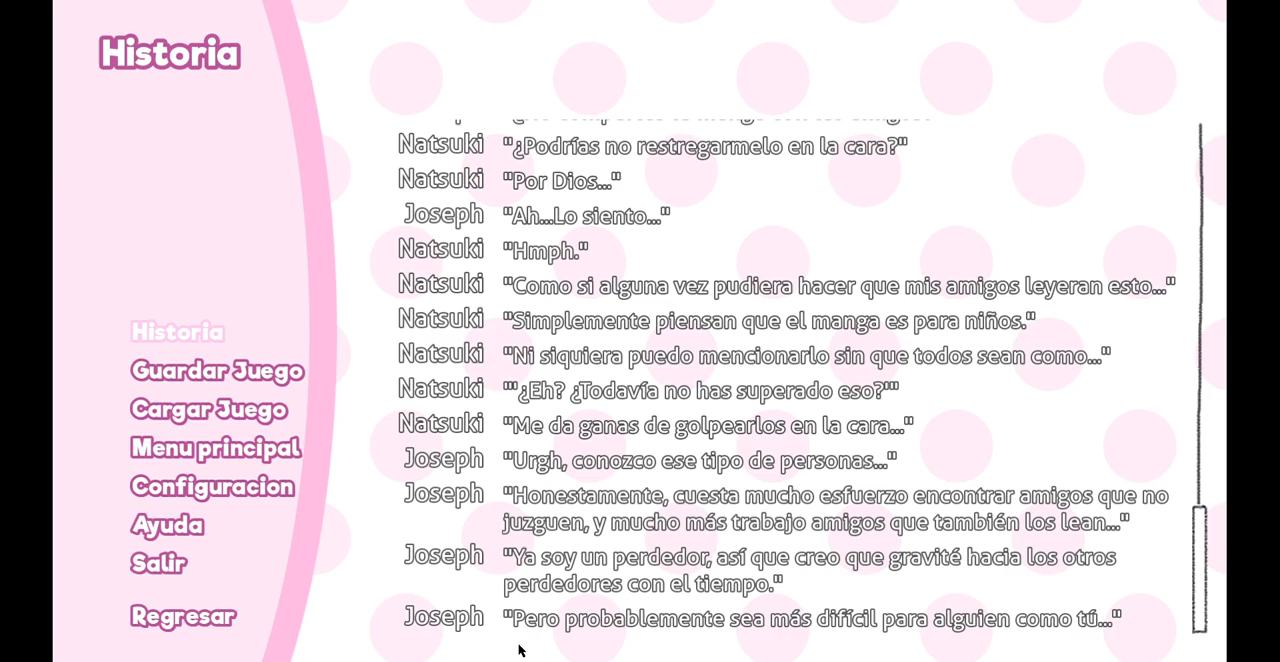 Historia
Natsuki "¿Podrías no restregarmelo en la cara?"
Natsuki "Por Dios..."
Joseph "Ah...Lo siento..."
Natsuki "Hmph."
Natsuki "Como si alguna vez pudiera hacer que mis amigos leyeran esto..."
Natsuki "Simplemente piensan que el manga es para niños."
Natsuki "Ni siquiera puedo mencionarlo sin que todos sean como..."
Natsuki "'¿Eh? ¿Todavía no has superado eso?'"
Natsuki "Me da ganas de golpearlos en la cara..."
Joseph "Urgh, conozco ese tipo de personas..."
Joseph "Honestamente, cuesta mucho esfuerzo encontrar amigos que no
juzguen, y mucho más trabajo amigos que también los lean..."
Joseph "Ya soy un perdedor, así que creo que gravité hacia los otros
perdedores con el tiempo."
Joseph "Pero probablemente sea más difícil para alguien como tú..."
Historia
Guardar Juego
Cargar Juego
Menu principal
Configuracion
Ayuda
Salir
Regresar